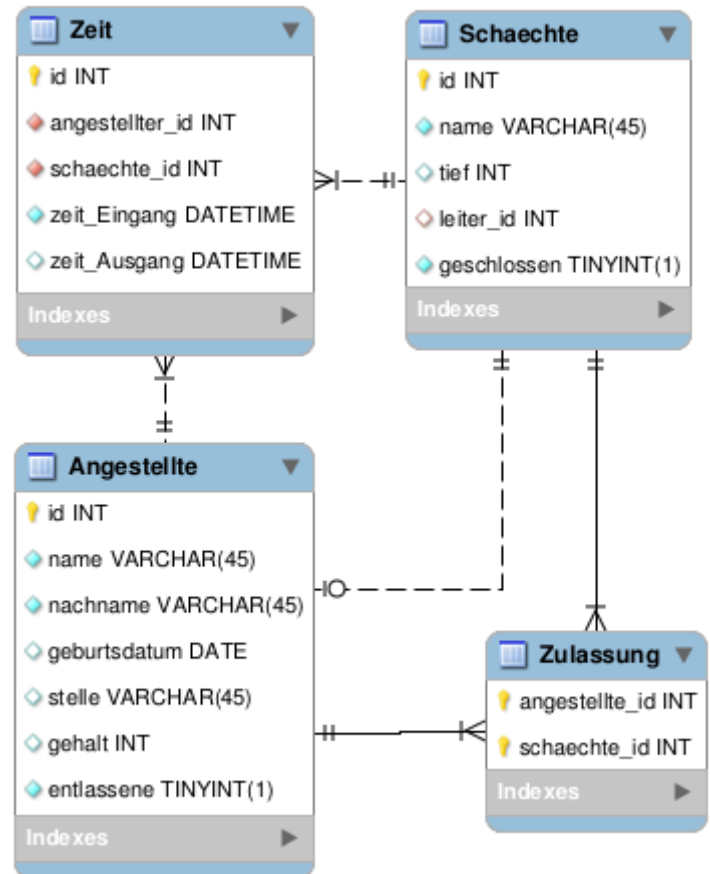 Zeit
id INT
angestellter_id INT
schaechte_id INT
zeit_Eingang DATETIME
zeit_Ausgang DATETIME
Indexes
Schaechte
id INT
name VARCHAR(45)
tief INT
leiter_id INT
geschlossen TINYINT(1)
Indexes
Angestellte
id INT
name VARCHAR(45)
nachname VARCHAR(45)
geburtsdatum DATE
stelle VARCHAR(45)
gehalt INT
entlassene TINYINT(1)
Indexes
Zulassung
angestellte_id INT
schaechte_id INT
Indexes